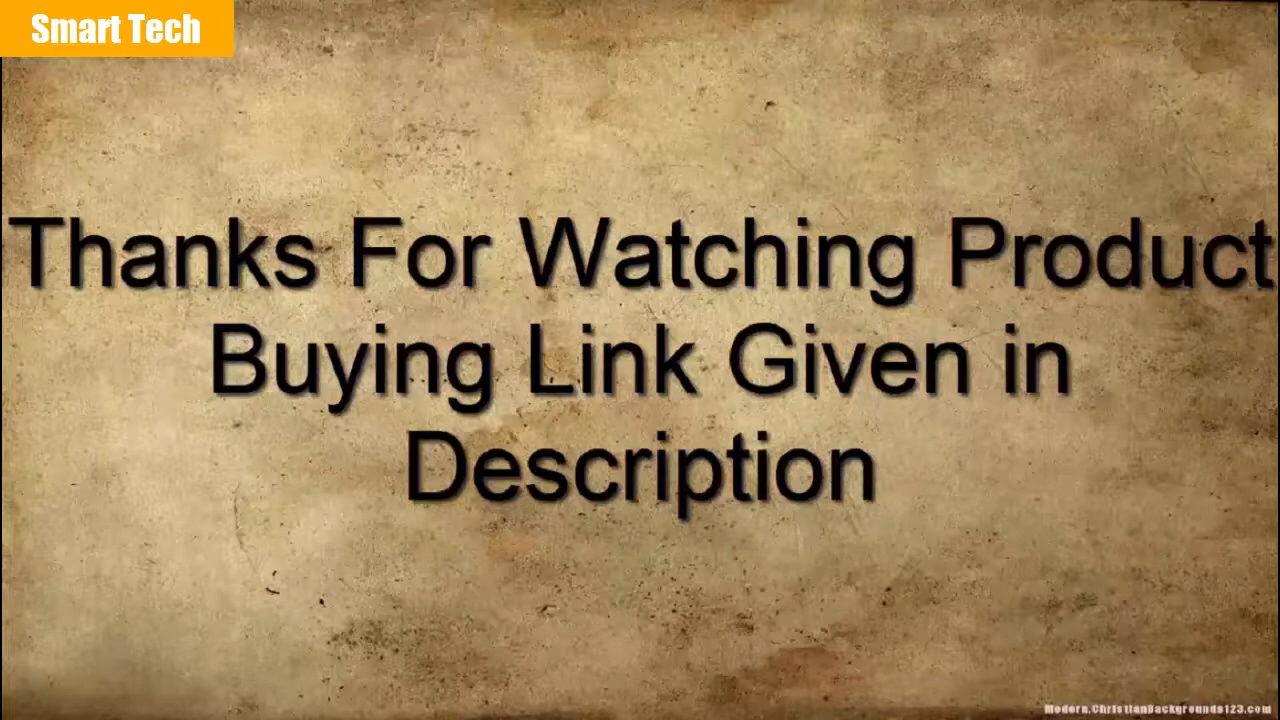 Smart Tech
Thanks For Watching Product
Buying Link Given in
Description
Modern.ChristianBackgrounds123.com